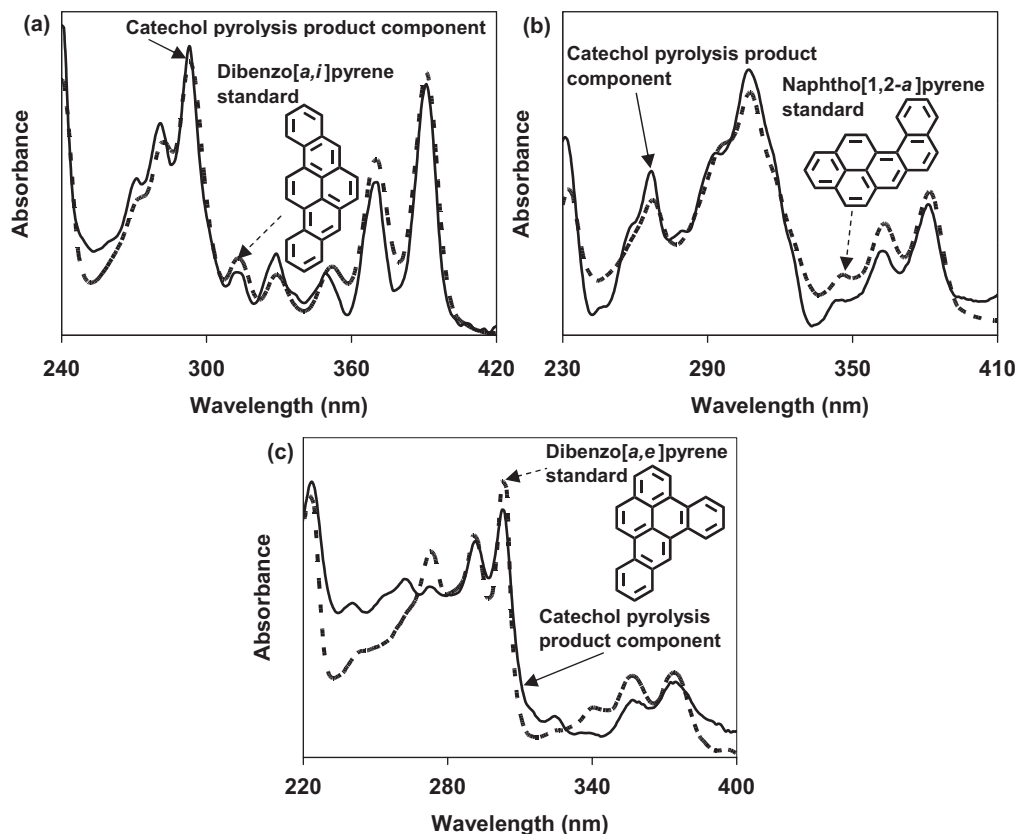 (a)
Catechol pyrolysis product component
Dibenzo[a,i]pyrene
standard
Absorbance
240
300
360
420
Wavelength (nm)
(b)
Catechol pyrolysis product
component
Naphtho[1,2-a]pyrene
standard
Absorbance
230
290
350
410
Wavelength (nm)
(c)
Dibenzo[a,e]pyrene
standard
Catechol pyrolysis
product component
Absorbance
220
280
340
400
Wavelength (nm)